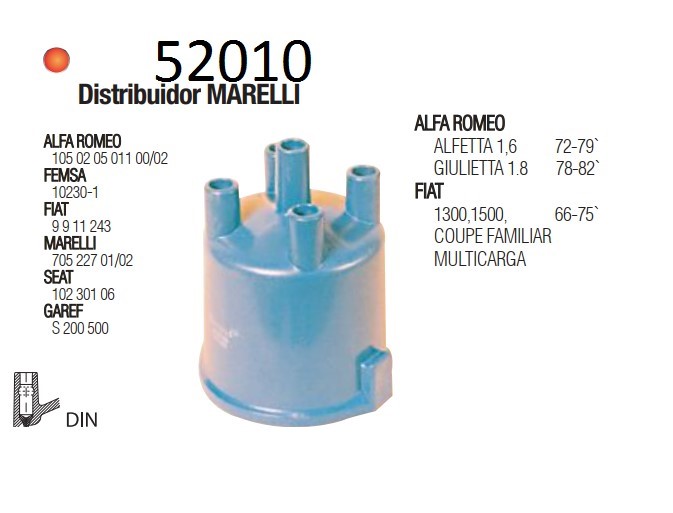 52010
Distribuidor MARELLI
ALFA ROMEO
105 02 05 011 00/02
FEMSA
10230-1
FIAT
9 9 11 243
MARELLI
705 227 01/02
SEAT
102 301 06
GAREF
S 200 500
DIN
ALFA ROMEO
ALFETTA 1,6 72-79`
GIULIETTA 1.8 78-82`
FIAT
1300,1500, 66-75`
COUPE FAMILIAR
MULTICARGA